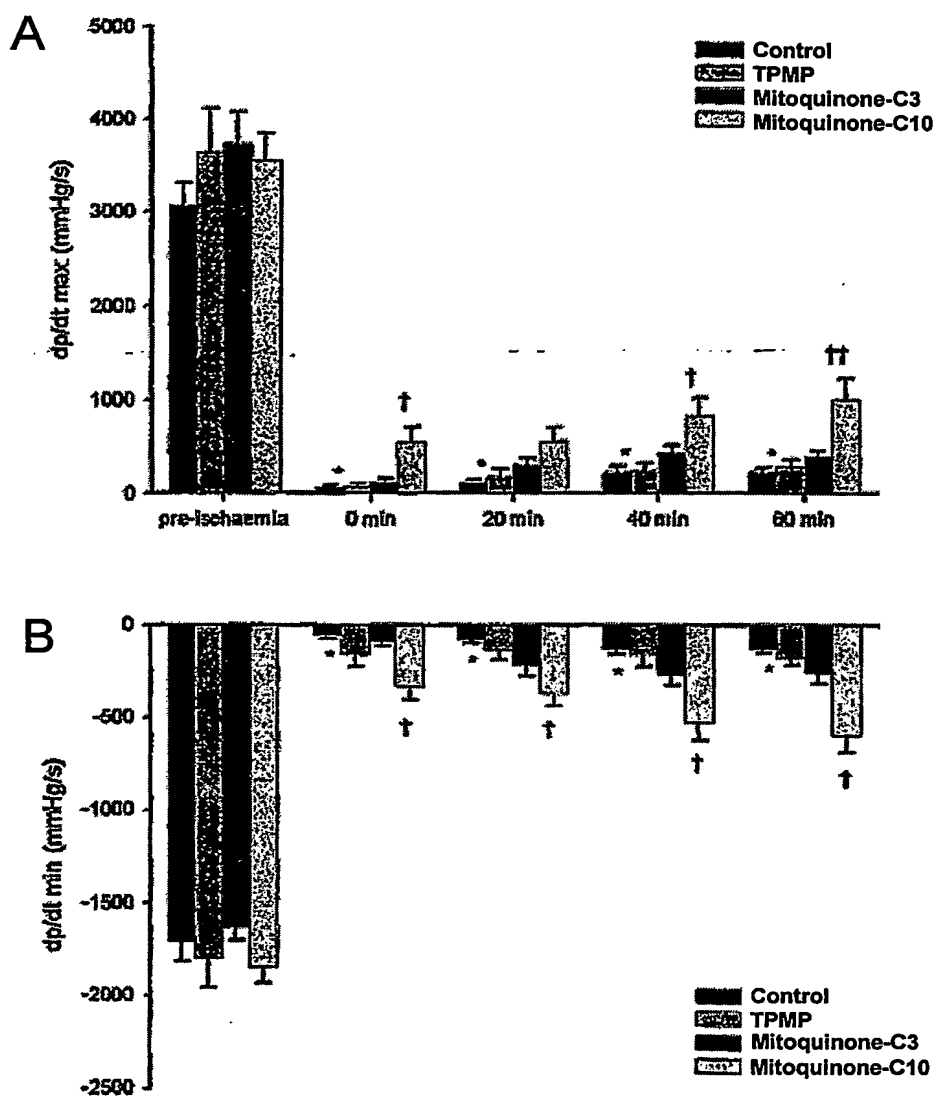 A
5000
4000
3000
2000
1000
0
dp/dt max (mmHg/s)
Control
TPMP
Mitoquinone-C3
Mitoquinone-C10
†
††
*
pre-ischaemia 0 min 20 min 40 min 60 min
B
0
-500
-1000
-1500
-2000
-2500
dp/dt min (mmHg/s)
* * * *
† † † †
Control
TPMP
Mitoquinone-C3
Mitoquinone-C10